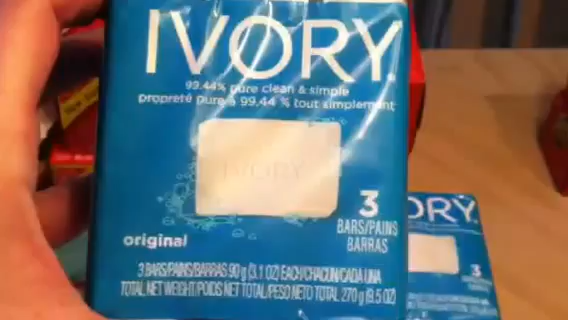 IVORY
99.44% pure clean & simple
propreté pure à 99.44 % tout simplement
IVORY
3
BARS/PAINS
BARRAS
original
3 BARS/PAINS/BARRAS 90 g (3.1 OZ) EACH/CHACUN/CADA UNA
TOTAL NET WEIGHT/POIDS NET TOTAL/PESO NETO TOTAL 270 g (9.5 OZ)
ORY
3